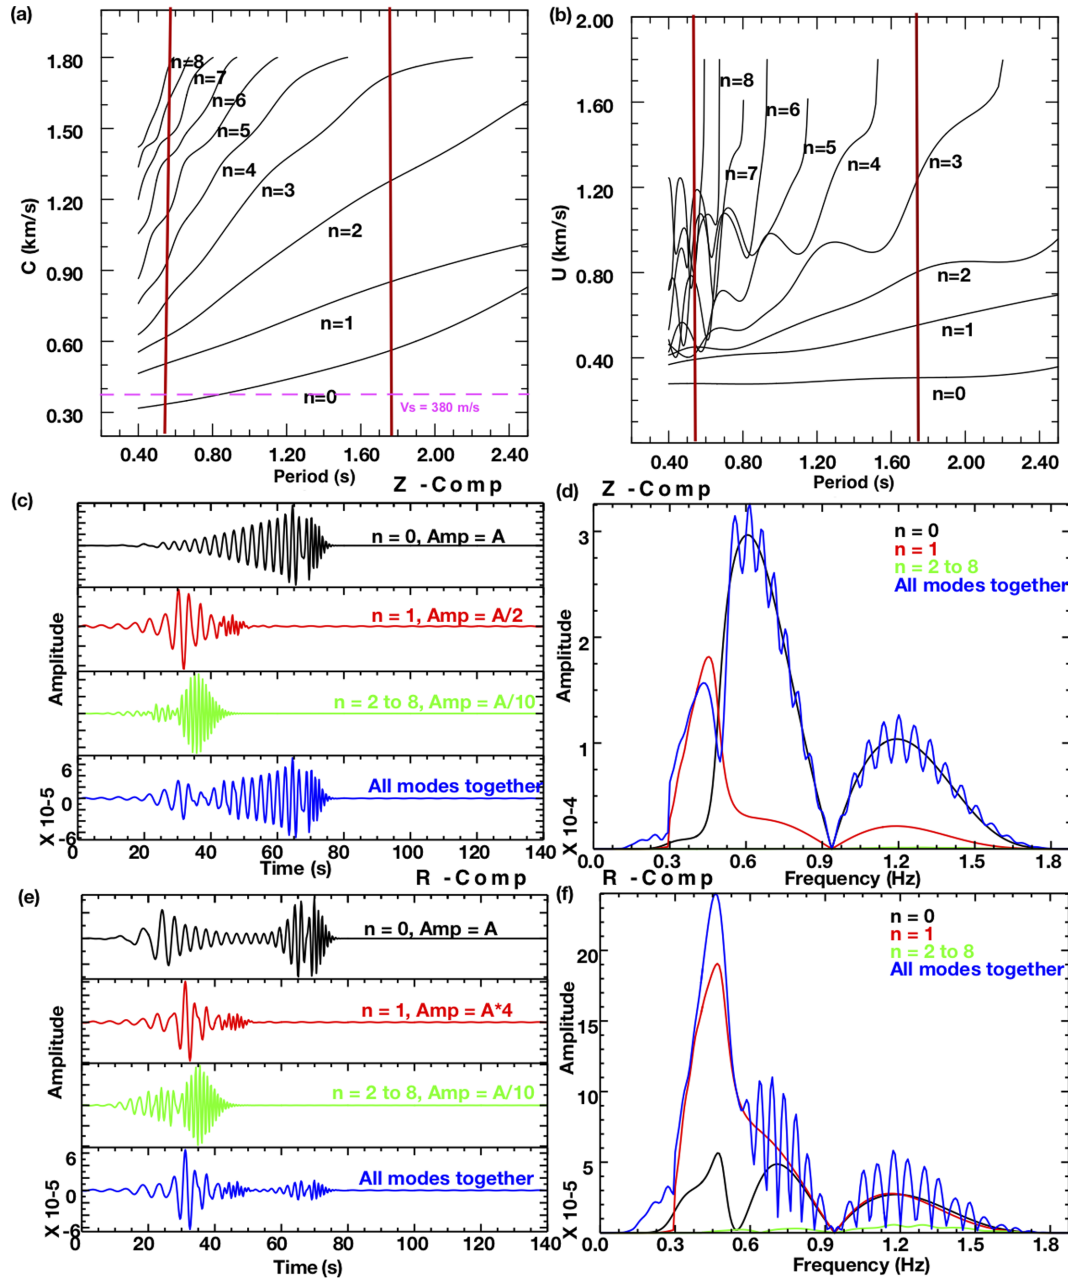 (a)
1.80
1.50
1.20
0.90
0.60
0.30
C (km/s)
n=8
n=7
n=6
n=5
n=4
n=3
n=2
n=1
n=0
Vs = 380 m/s
0.40 0.80 1.20 1.60 2.00 2.40
Period (s)
(b)
2.00
1.60
1.20
0.80
0.40
U (km/s)
n=8
n=6
n=7
n=5
n=4
n=3
n=2
n=1
n=0
0.40 0.80 1.20 1.60 2.00 2.40
Period (s)
(c)
Z -Comp
n = 0, Amp = A
n = 1, Amp = A/2
n = 2 to 8, Amp = A/10
All modes together
Amplitude
X 10-5
6
0
-6
0 20 40 60 80 100 120 140
Time (s)
(d)
Z -Comp
n = 0
n = 1
n = 2 to 8
All modes together
3
2
1
Amplitude
X 10-4
0.0 0.3 0.6 0.9 1.2 1.5 1.8
Frequency (Hz)
(e)
R -Comp
n = 0, Amp = A
n = 1, Amp = A*4
n = 2 to 8, Amp = A/10
All modes together
Amplitude
X 10-5
6
0
-6
0 20 40 60 80 100 120 140
Time (s)
(f)
R -Comp
n = 0
n = 1
n = 2 to 8
All modes together
20
15
10
5
Amplitude
X 10-5
0.0 0.3 0.6 0.9 1.2 1.5 1.8
Frequency (Hz)